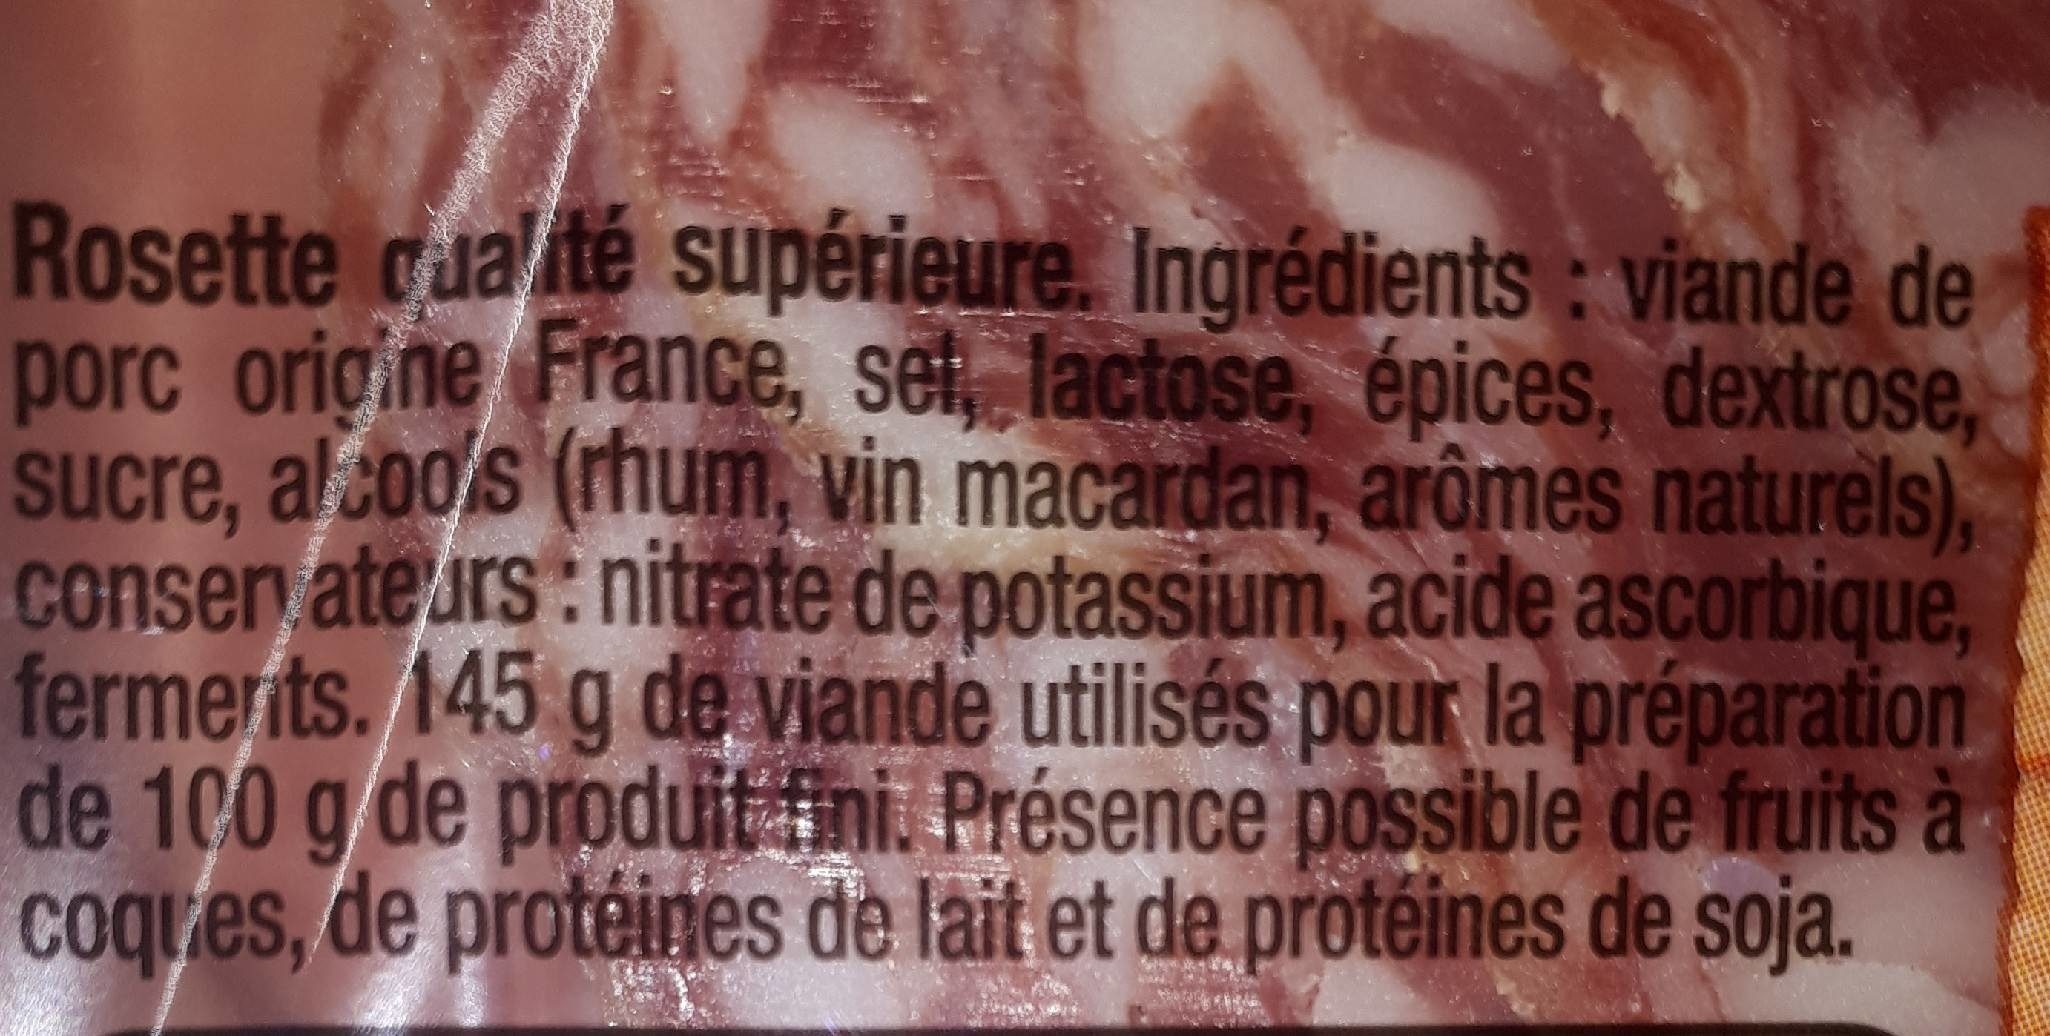 Rosette qualité supérieure. Ingrédients : viande de
porc origine France, sel, lactose, épices, dextrose,
sucre, alcools (rhum, vin macardan, arômes naturels),
conservateurs : nitrate de potassium, acide ascorbique,
ferments. 145 g de viande utilisés pour la préparation
de 100 g de produit fini. Présence possible de fruits à
coques, de protéines de lait et de protéines de soja.